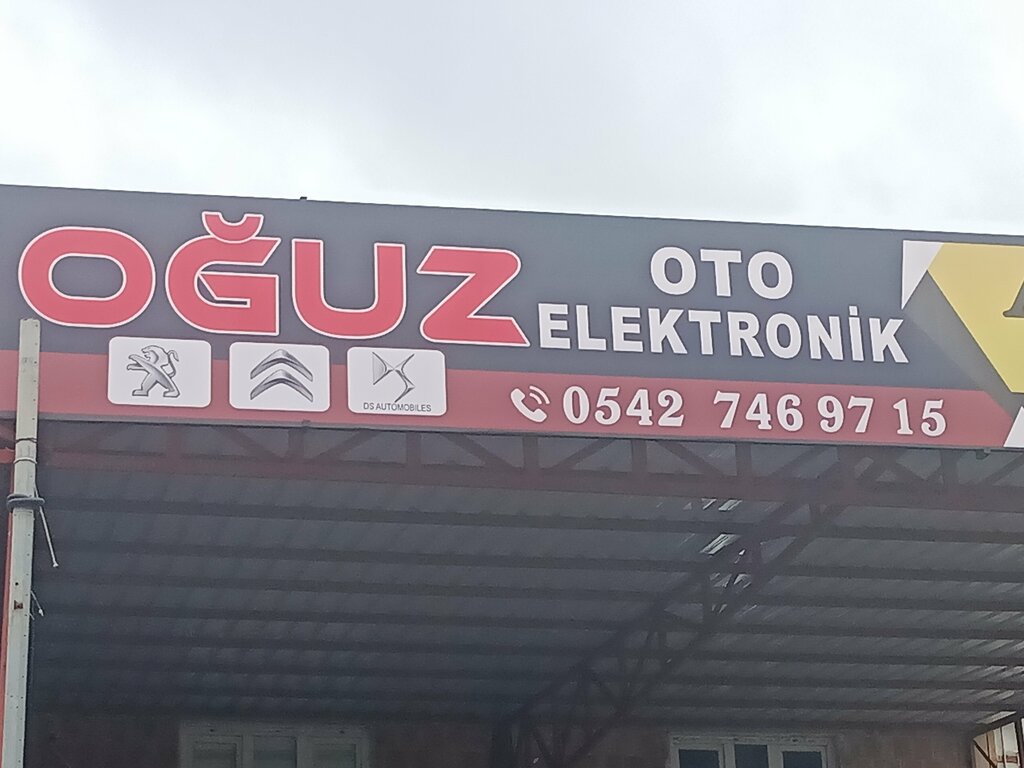 OĞUZ
OTO
ELEKTRONİK
DS AUTOMOBILES
0542 746 97 15